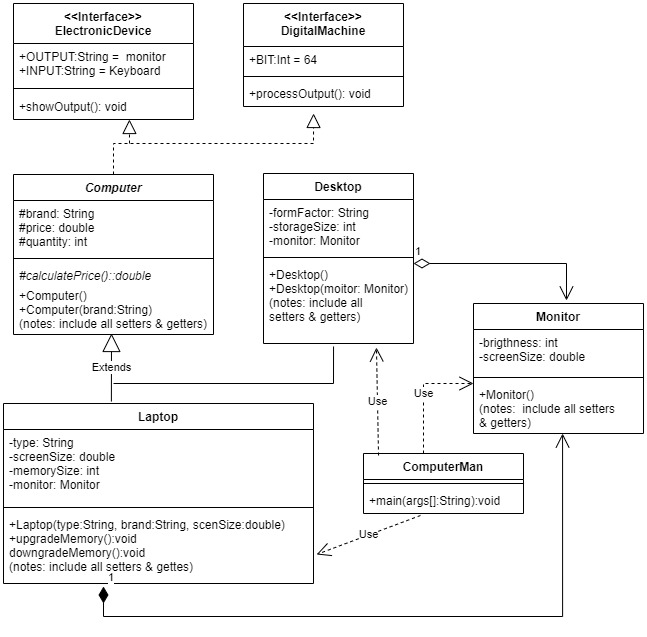 <<Interface>>
ElectronicDevice
+OUTPUT:String = monitor
+INPUT:String = Keyboard
+showOutput(): void
<<Interface>>
DigitalMachine
+BIT:Int = 64
+processOutput(): void
Computer
#brand: String
#price: double
#quantity: int
#calculatePrice()::double
+Computer()
+Computer(brand:String)
(notes: include all setters & getters)
Desktop
-formFactor: String
-storageSize: int
-monitor: Monitor
+Desktop()
+Desktop(moitor: Monitor)
(notes: include all
setters & getters)
1
Monitor
-brigthness: int
-screenSize: double
+Monitor()
(notes: include all setters
& getters)
Extends
Use
Use
Laptop
-type: String
-screenSize: double
-memorySize: int
-monitor: Monitor
+Laptop(type:String, brand:String, scenSize:double)
+upgradeMemory():void
downgradeMemory():void
(notes: include all setters & gettes)
1
ComputerMan
+main(args[]:String):void
Use